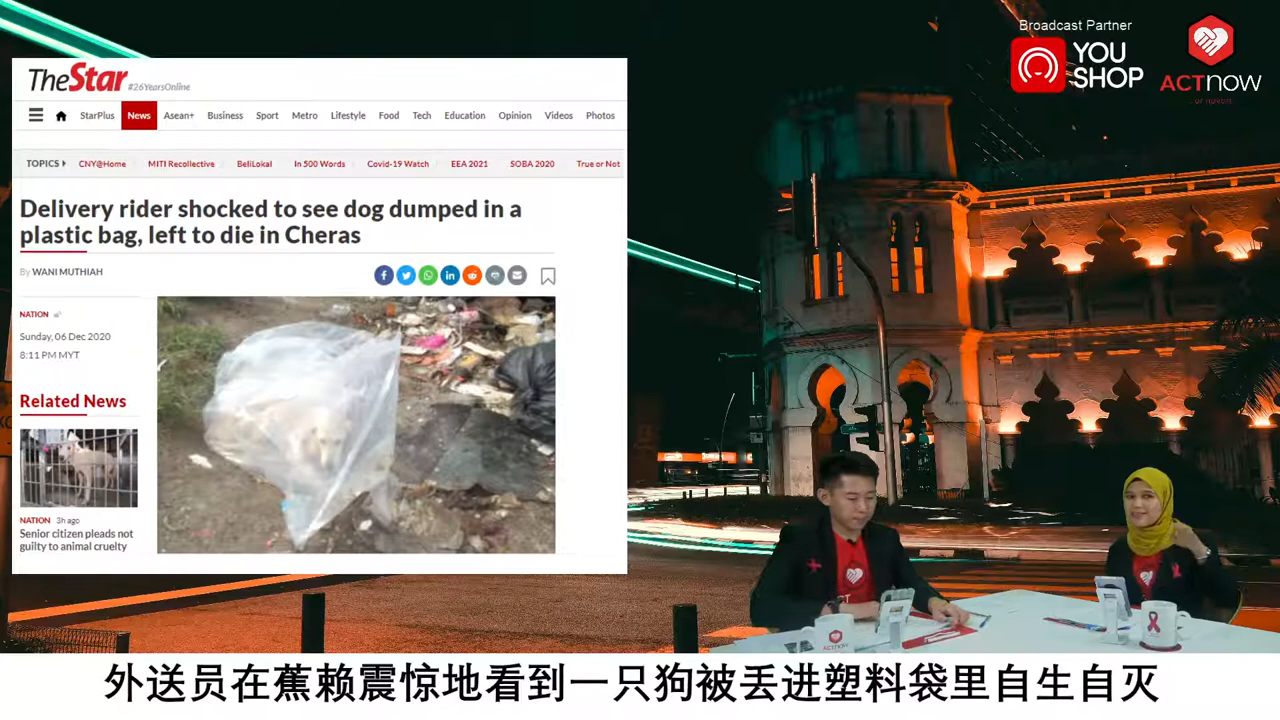 Broadcast Partner
YOU
SHOP
ACTNOW
...or never!
TheStar
#26YearsOnline
StarPlus News Asean+ Business Sport Metro Lifestyle Food Tech Education Opinion Videos Photos
TOPICS CNY@Home MITI Recollective BeliLokal In 500 Words Covid-19 Watch EEA 2021 SOBA 2020 True or Not
Delivery rider shocked to see dog dumped in a
plastic bag, left to die in Cheras
By WANI MUTHIAH
NATION
Sunday, 06 Dec 2020
8:11 PM MYT
Related News
NATION 3h ago
Senior citizen pleads not
guilty to animal cruelty
外送员在蕉赖震惊地看到一只狗被丢进塑料袋里自生自灭